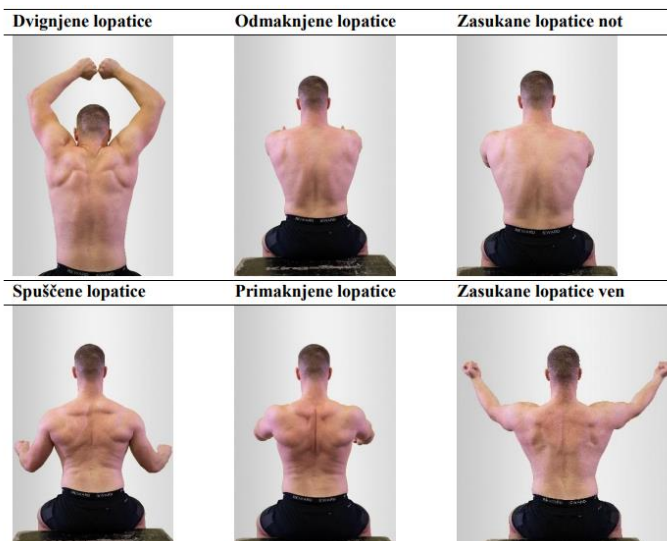 Dvignjene lopatice
Odmaknjene lopatice
Zasukane lopatice not
Spuščene lopatice
Primaknjene lopatice
Zasukane lopatice ven